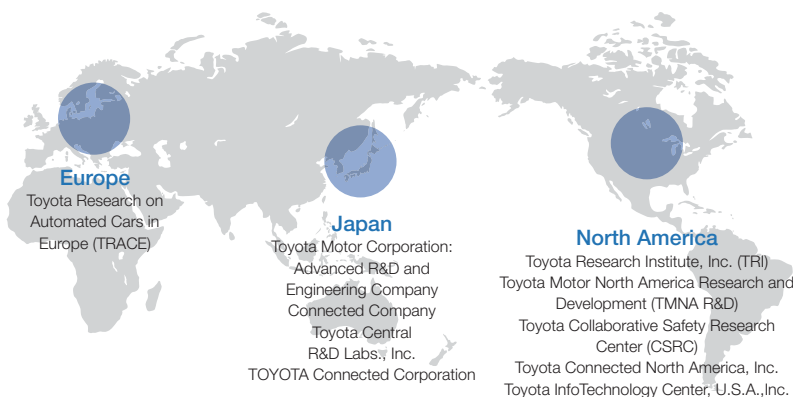 Europe
Toyota Research on
Automated Cars in
Europe (TRACE)
Japan
Toyota Motor Corporation:
Advanced R&D and
Engineering Company
Connected Company
Toyota Central
R&D Labs., Inc.
TOYOTA Connected Corporation
North America
Toyota Research Institute, Inc. (TRI)
Toyota Motor North America Research and
Development (TMNA R&D)
Toyota Collaborative Safety Research
Center (CSRC)
Toyota Connected North America, Inc.
Toyota InfoTechnology Center, U.S.A.,Inc.